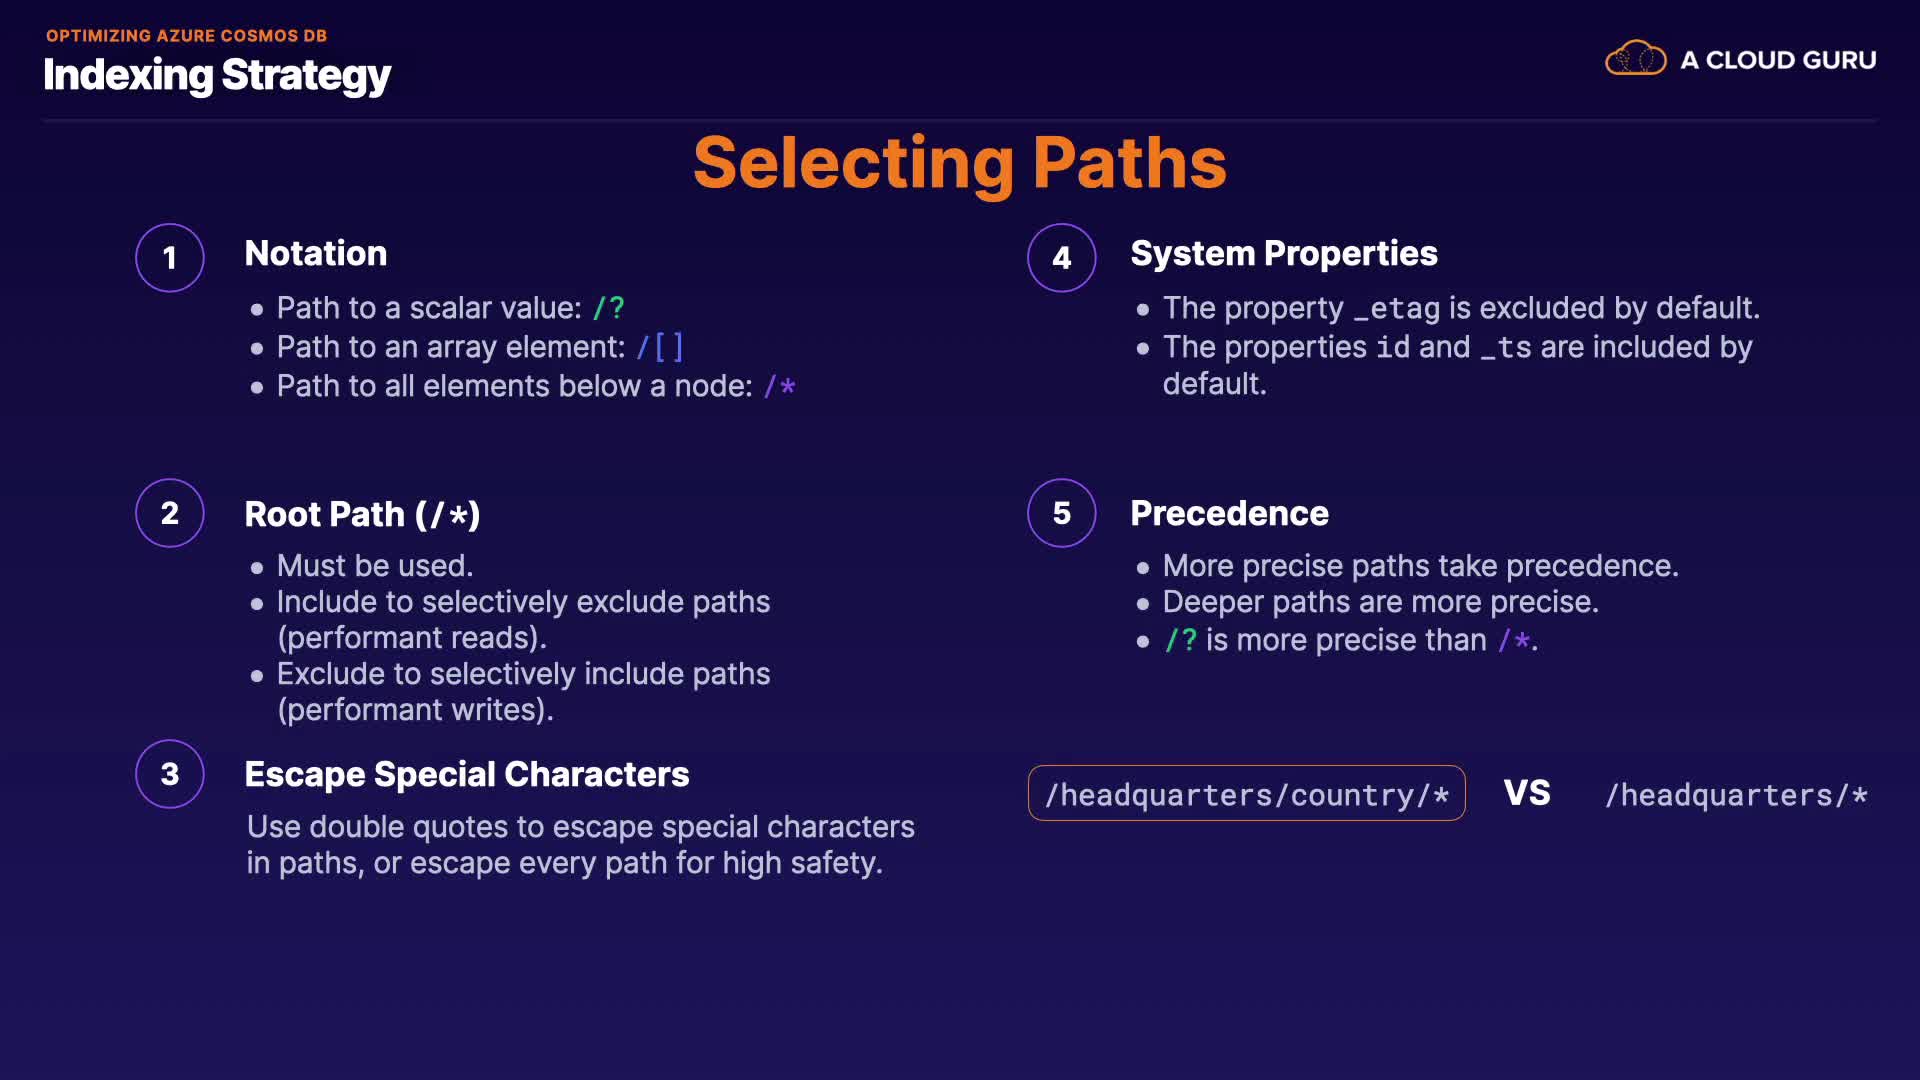 OPTIMIZING AZURE COSMOS DB
Indexing Strategy
A CLOUD GURU
Selecting Paths
1
Notation
• Path to a scalar value: /?
• Path to an array element: /[]
• Path to all elements below a node: /*
2
Root Path (/*)
• Must be used.
• Include to selectively exclude paths
(performant reads).
• Exclude to selectively include paths
(performant writes).
3
Escape Special Characters
Use double quotes to escape special characters
in paths, or escape every path for high safety.
4
System Properties
• The property _etag is excluded by default.
• The properties id and _ts are included by
default.
5
Precedence
• More precise paths take precedence.
• Deeper paths are more precise.
• /? is more precise than /*.
/headquarters/country/* VS /headquarters/*